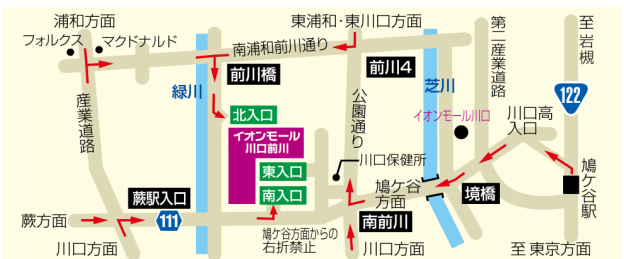 浦和方面
フォルクス
マクドナルド
東浦和・東川口方面
南浦和前川通り
前川橋
前川4
第二産業道路
至岩槻
緑川
芝川
産業道路
公園通り
イオンモール川口
川口高入口
122
北入口
イオンモール
川口前川
東入口
南入口
川口保健所
鳩ケ谷方面
境橋
鳩ケ谷駅
蕨駅入口
111
蕨方面
南前川
川口方面
鳩ケ谷方面からの
右折禁止
川口方面
至東京方面